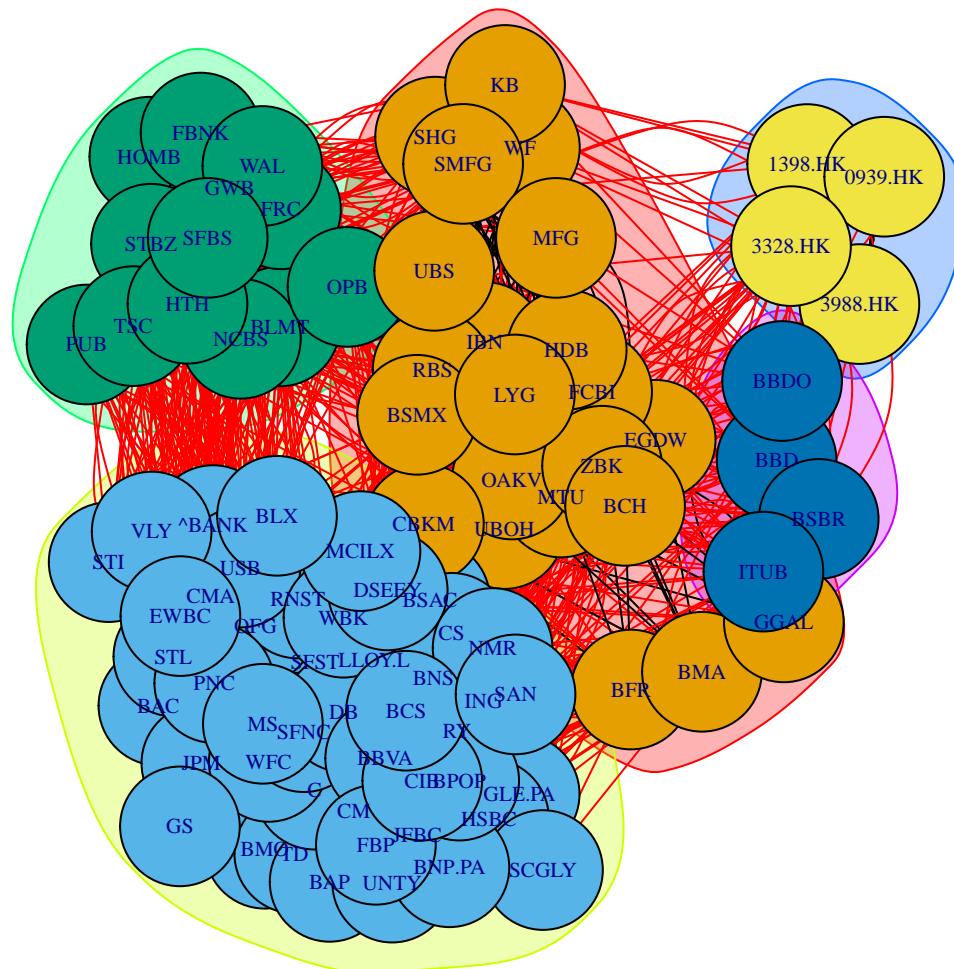 KB
SHG
WF
SMFG
FBNK
HOMB
WAL
GWB
FRC
1398.HK
0939.HK
STBZ
SFBS
MFG
3328.HK
UBS
OPB
HTH
3988.HK
TSC
BLMT
PUB
NCBS
IBN
HDB
RBS
FCBI
BBDO
LYG
BSMX
EGDW
ZBK
BBD
OAKV
MTU
BCH
BSBR
BLX
CBKM
UBOH
^BANK
VLY
MCILX
STI
USB
ITUB
DSEEY
CMA
RNST
BSAC
EWBC
WBK
OFG
GGAL
CS
NMR
STL
SFST
LLOY.L
BNS
PNC
BFR
BMA
SAN
ING
BAC
DB
BCS
MS
SFNC
RY
JPM
WFC
BBVA
CIB
BPOP
C
GLE.PA
CM
HSBC
GS
JFBC
FBP
BMO
TD
BNP.PA
SCGLY
BAP
UNTY